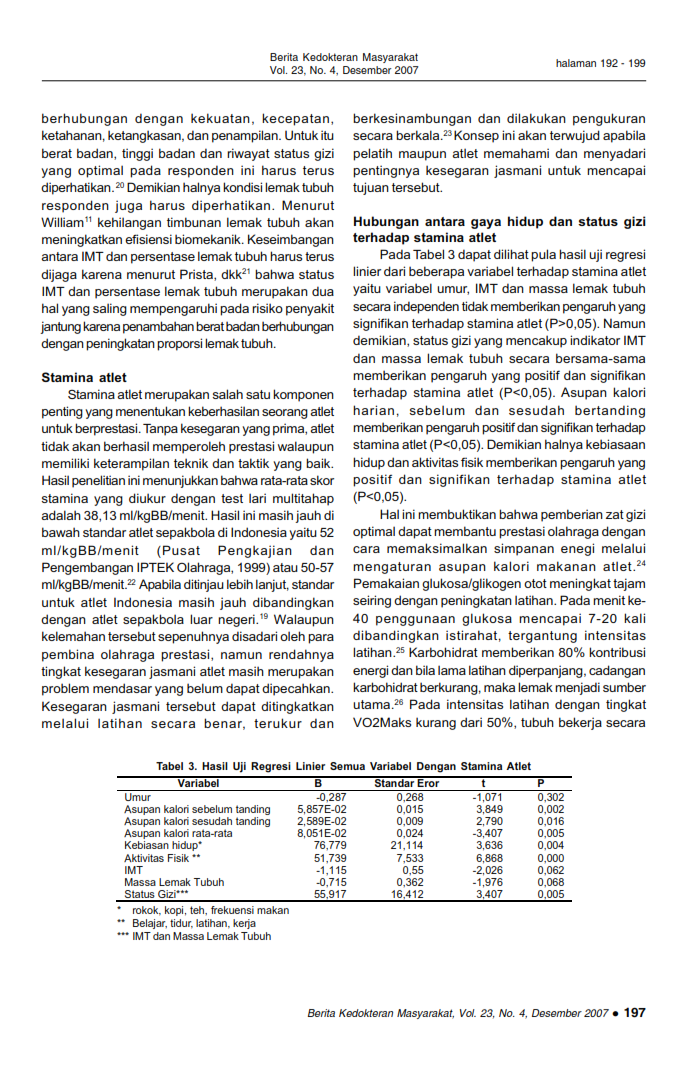 Berita Kedokteran Masyarakat
Vol. 23, No. 4, Desember 2007
halaman 192 - 199
berhubungan dengan kekuatan, kecepatan,
ketahanan, ketangkasan, dan penampilan. Untuk itu
berat badan, tinggi badan dan riwayat status gizi
yang optimal pada responden ini harus terus
diperhatikan.20 Demikian halnya kondisi lemak tubuh
responden juga harus diperhatikan. Menurut
William11 kehilangan timbunan lemak tubuh akan
meningkatkan efisiensi biomekanik. Keseimbangan
antara IMT dan persentase lemak tubuh harus terus
dijaga karena menurut Prista, dkk21 bahwa status
IMT dan persentase lemak tubuh merupakan dua
hal yang saling mempengaruhi pada risiko penyakit
jantung karena penambahan berat badan berhubungan
dengan peningkatan proporsi lemak tubuh.
Stamina atlet
Stamina atlet merupakan salah satu komponen
penting yang menentukan keberhasilan seorang atlet
untuk berprestasi. Tanpa kesegaran yang prima, atlet
tidak akan berhasil memperoleh prestasi walaupun
memiliki keterampilan teknik dan taktik yang baik.
Hasil penelitian ini menunjukkan bahwa rata-rata skor
stamina yang diukur dengan test lari multitahap
adalah 38,13 ml/kgBB/menit. Hasil ini masih jauh di
bawah standar atlet sepakbola di Indonesia yaitu 52
ml/kgBB/menit (Pusat Pengkajian dan
Pengembangan IPTEK Olahraga, 1999) atau 50-57
ml/kgBB/menit.22 Apabila ditinjau lebih lanjut, standar
untuk atlet Indonesia masih jauh dibandingkan
dengan atlet sepakbola luar negeri.19 Walaupun
kelemahan tersebut sepenuhnya disadari oleh para
pembina olahraga prestasi, namun rendahnya
tingkat kesegaran jasmani atlet masih merupakan
problem mendasar yang belum dapat dipecahkan.
Kesegaran jasmani tersebut dapat ditingkatkan
melalui latihan secara benar, terukur dan
berkesinambungan dan dilakukan pengukuran
secara berkala.23 Konsep ini akan terwujud apabila
pelatih maupun atlet memahami dan menyadari
pentingnya kesegaran jasmani untuk mencapai
tujuan tersebut.
Hubungan antara gaya hidup dan status gizi
terhadap stamina atlet
Pada Tabel 3 dapat dilihat pula hasil uji regresi
linier dari beberapa variabel terhadap stamina atlet
yaitu variabel umur, IMT dan massa lemak tubuh
secara independen tidak memberikan pengaruh yang
signifikan terhadap stamina atlet (P>0,05). Namun
demikian, status gizi yang mencakup indikator IMT
dan massa lemak tubuh secara bersama-sama
memberikan pengaruh yang positif dan signifikan
terhadap stamina atlet (P<0,05). Asupan kalori
harian, sebelum dan sesudah bertanding
memberikan pengaruh positif dan signifikan terhadap
stamina atlet (P<0,05). Demikian halnya kebiasaan
hidup dan aktivitas fisik memberikan pengaruh yang
positif dan signifikan terhadap stamina atlet
(P<0,05).
Hal ini membuktikan bahwa pemberian zat gizi
optimal dapat membantu prestasi olahraga dengan
cara memaksimalkan simpanan enegi melalui
mengaturan asupan kalori makanan atlet.24
Pemakaian glukosa/glikogen otot meningkat tajam
seiring dengan peningkatan latihan. Pada menit ke-
40 penggunaan glukosa mencapai 7-20 kali
dibandingkan istirahat, tergantung intensitas
latihan.25 Karbohidrat memberikan 80% kontribusi
energi dan bila lama latihan diperpanjang, cadangan
karbohidrat berkurang, maka lemak menjadi sumber
utama.26 Pada intensitas latihan dengan tingkat
VO2Maks kurang dari 50%, tubuh bekerja secara
Tabel 3. Hasil Uji Regresi Linier Semua Variabel Dengan Stamina Atlet
Variabel B Standar Eror t P
Umur -0,287 0,268 -1,071 0,302
Asupan kalori sebelum tanding 5,857E-02 0,015 3,849 0,002
Asupan kalori sesudah tanding 2,589E-02 0,009 2,790 0,016
Asupan kalori rata-rata 8,051E-02 0,024 -3,407 0,005
Kebiasan hidup* 76,779 21,114 3,636 0,004
Aktivitas Fisik ** 51,739 7,533 6,868 0,000
IMT -1,115 0,55 -2,026 0,062
Massa Lemak Tubuh -0,715 0,362 -1,976 0,068
Status Gizi*** 55,917 16,412 3,407 0,005
* rokok, kopi, teh, frekuensi makan
** Belajar, tidur, latihan, kerja
*** IMT dan Massa Lemak Tubuh
Berita Kedokteran Masyarakat, Vol. 23, No. 4, Desember 2007 ● 197